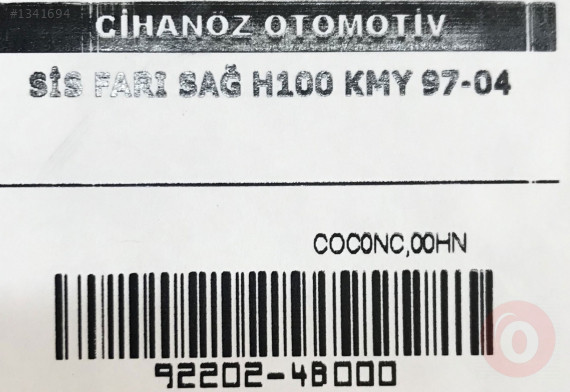 #1341694
CİHANÖZ OTOMOTİV
SİS FARI SAĞ H100 KMY 97-04
COCONC,00HN
92202-4B000